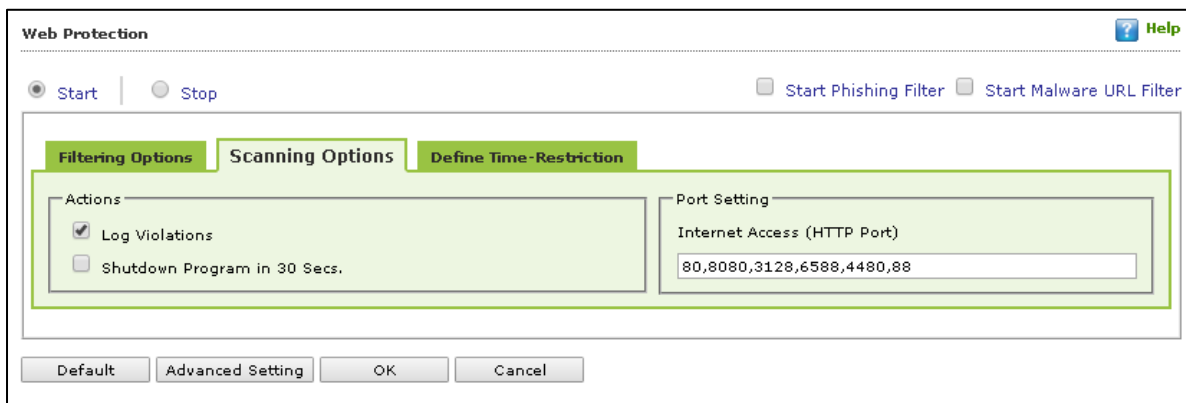 Web Protection
? Help
Start Stop
Start Phishing Filter Start Malware URL Filter
Filtering Options Scanning Options Define Time-Restriction
Actions
Log Violations
Shutdown Program in 30 Secs.
Port Setting
Internet Access (HTTP Port)
80,8080,3128,6588,4480,88
Default Advanced Setting OK Cancel